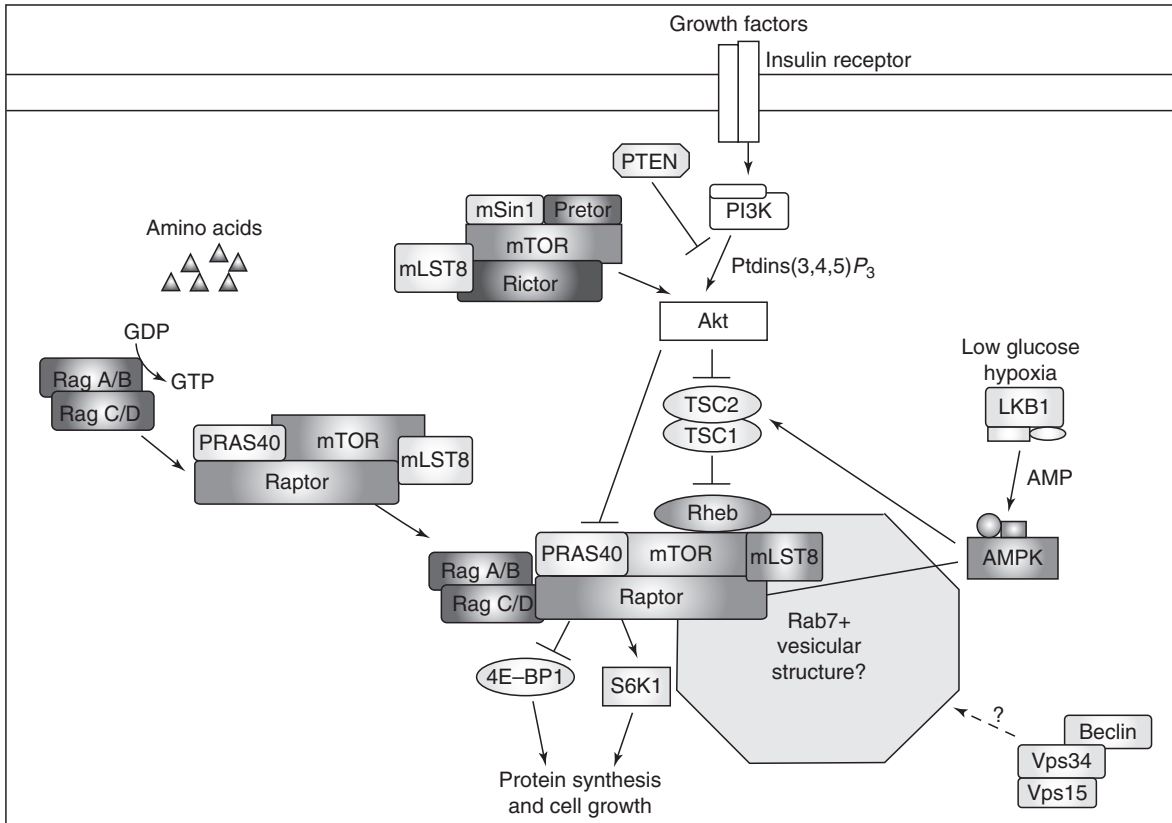 Growth factors
Insulin receptor
PTEN
PI3K
mSin1
Pretor
mTOR
mLST8
Rictor
Ptdins(3,4,5)P3
Amino acids
Akt
GDP
GTP
Rag A/B
Rag C/D
Low glucose
hypoxia
LKB1
TSC2
TSC1
PRAS40
mTOR
mLST8
Raptor
AMP
Rheb
AMPK
PRAS40
mTOR
mLST8
Rag A/B
Rag C/D
Raptor
Rab7+
vesicular
structure?
4E–BP1
S6K1
?
Beclin
Vps34
Vps15
Protein synthesis
and cell growth